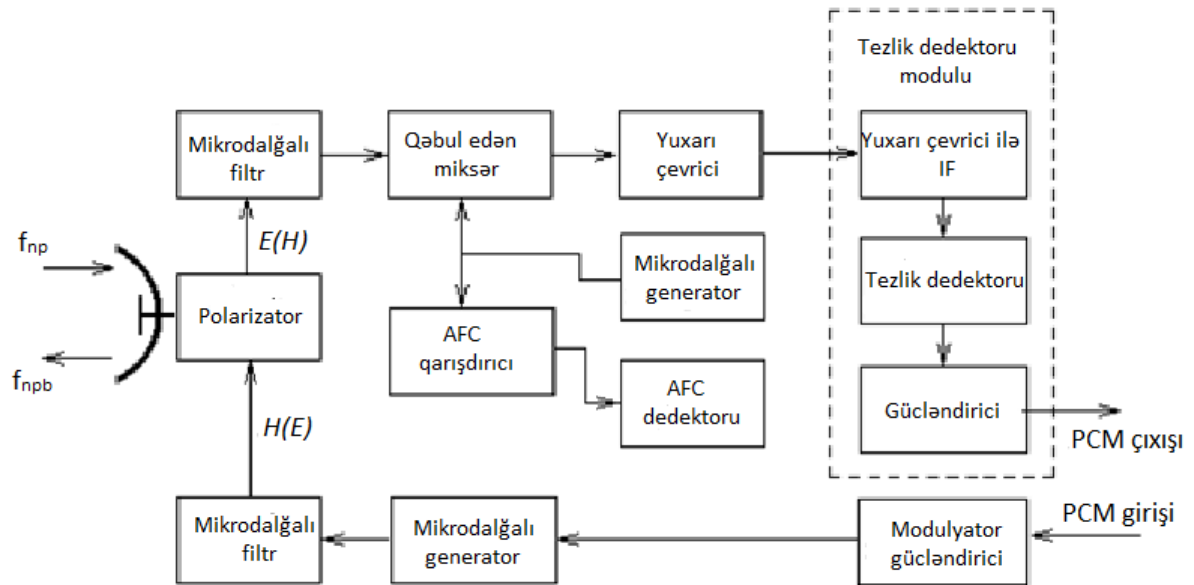 Tezlik dedektoru
modulu
Mikrodalğalı
filtr
Qəbul edən
miksər
Yuxarı
çevrici
Yuxarı çevrici ilə
IF
E(H)
fnp
Polarizator
Mikrodalğalı
generator
Tezlik dedektoru
AFC
qarışdırıcı
AFC
dedektoru
fnpb
Gücləndirici
PCM çıxışı
H(E)
Mikrodalğalı
filtr
Mikrodalğalı
generator
Modulyator
gücləndirici
PCM girişi